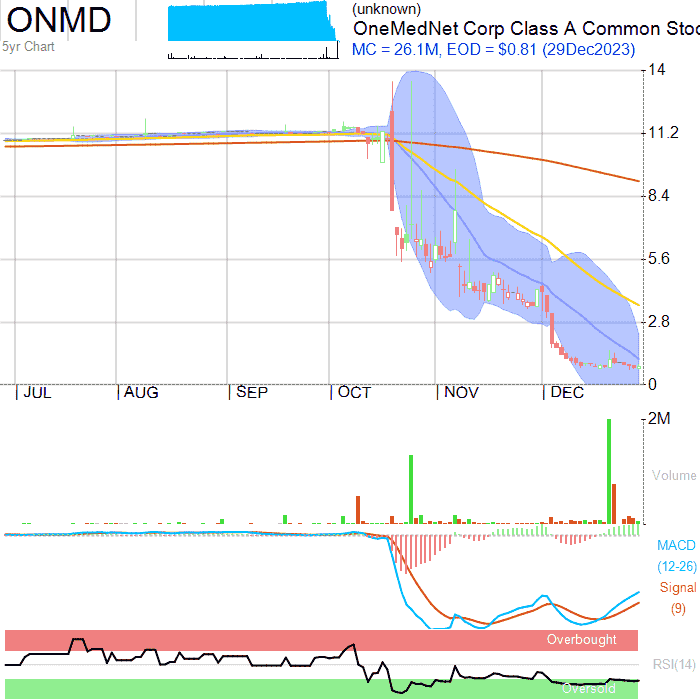 ONMD
5yr Chart
(unknown)
OneMedNet Corp Class A Common Stoc
MC = 26.1M, EOD = $0.81 (29Dec2023)
14
11.2
8.4
5.6
2.8
0
JUL AUG SEP OCT NOV DEC
2M
Volume
MACD
(12-26)
Signal
(9)
Overbought
RSI(14)
Oversold